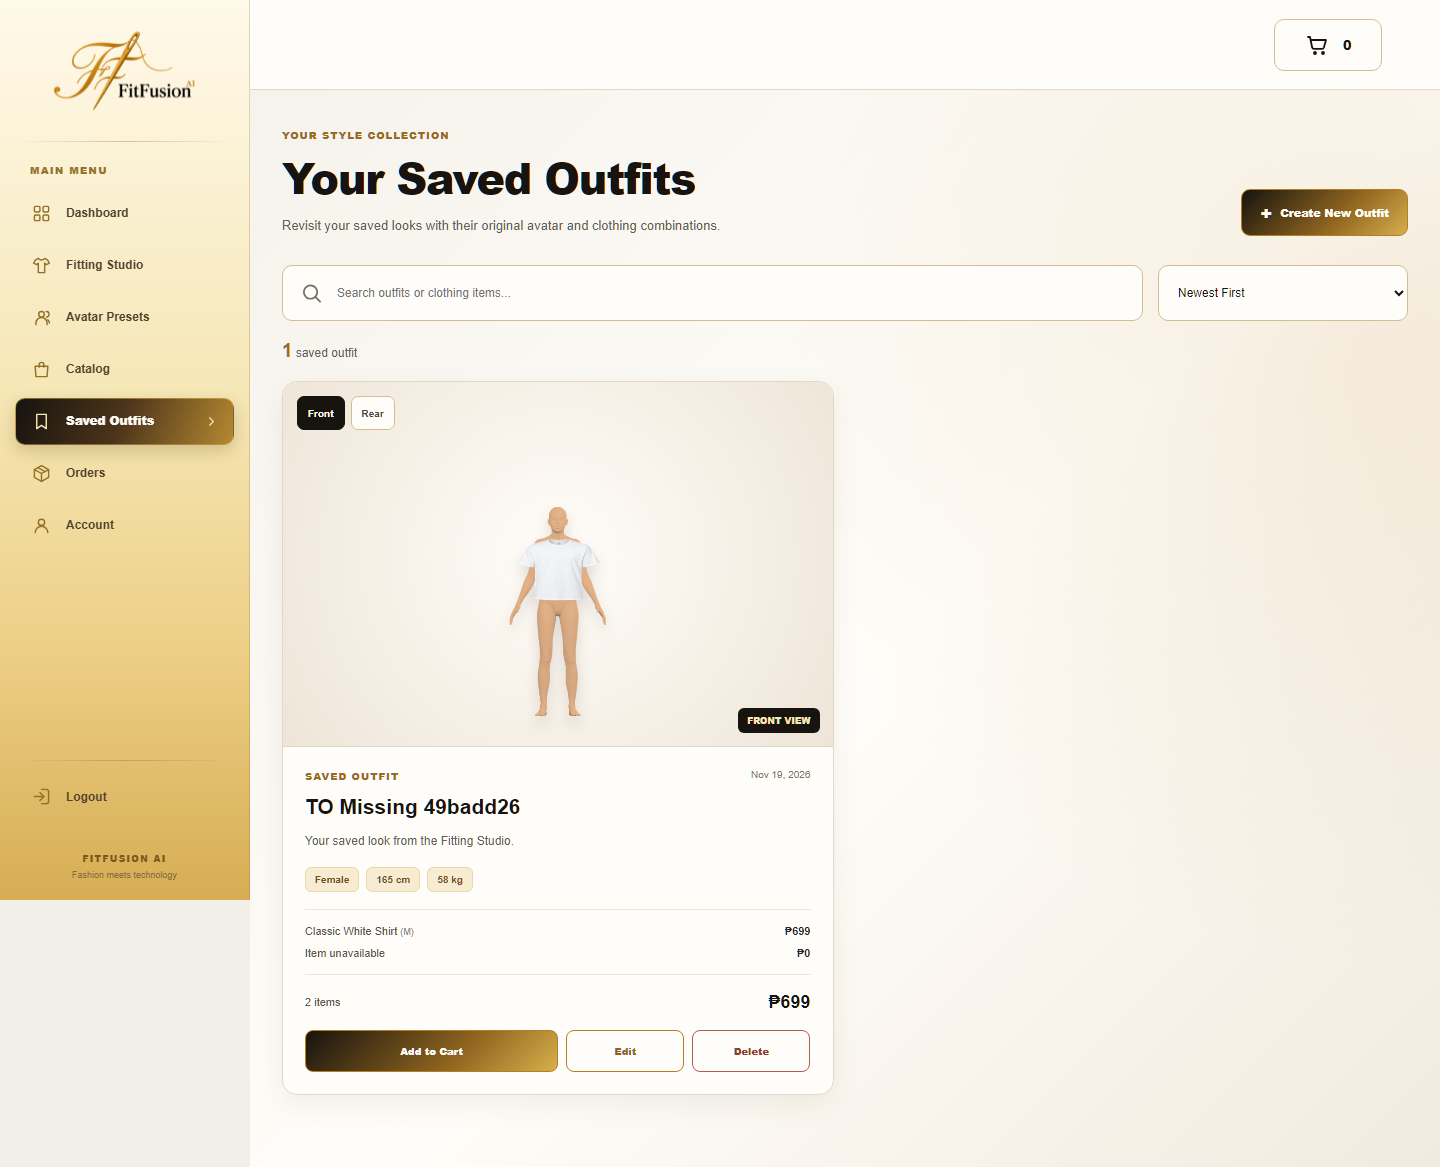 FitFusion AI
MAIN MENU
Dashboard
Fitting Studio
Avatar Presets
Catalog
Saved Outfits
Orders
Account
Logout
FITFUSION AI
Fashion meets technology
0
YOUR STYLE COLLECTION
Your Saved Outfits
Revisit your saved looks with their original avatar and clothing combinations.
+ Create New Outfit
Search outfits or clothing items...
Newest First
1 saved outfit
Front
Rear
FRONT VIEW
SAVED OUTFIT
Nov 19, 2026
TO Missing 49badd26
Your saved look from the Fitting Studio.
Female
165 cm
58 kg
Classic White Shirt (M) ₱699
Item unavailable ₱0
2 items ₱699
Add to Cart
Edit
Delete